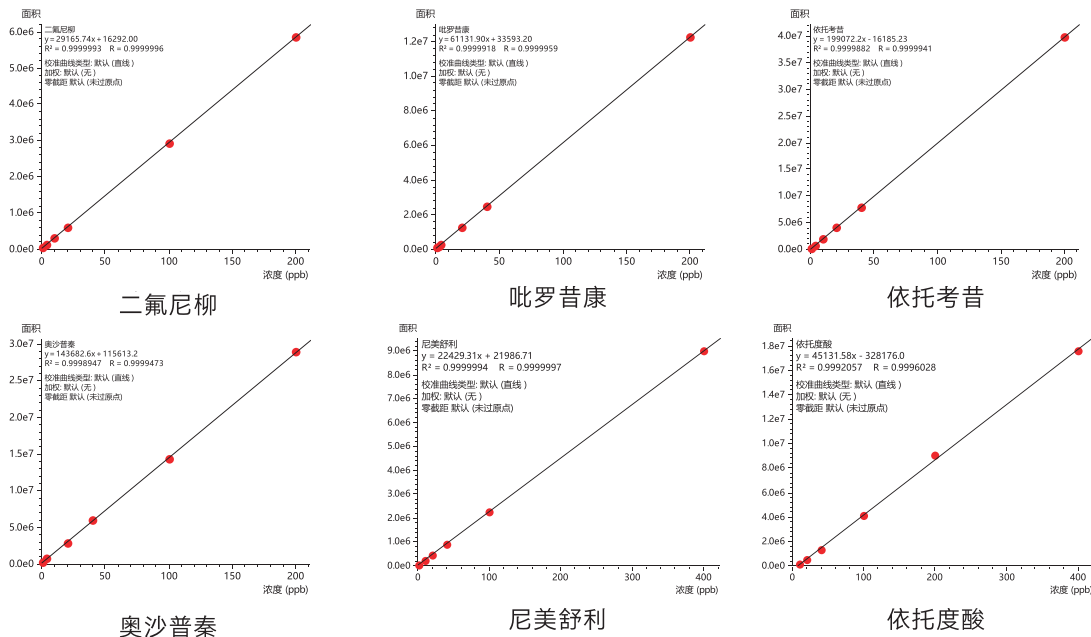 面积
二氟尼柳
y = 29165.74x + 16292.00
R² = 0.9999993 R = 0.9999996
校准曲线类型: 默认 (直线 )
加权: 默认 (无 )
零截距 默认 (未过原点)
6.0e6
5.0e6
4.0e6
3.0e6
2.0e6
1.0e6
0.0e0
0 50 100 150 200
浓度 (ppb)
二氟尼柳
面积
吡罗昔康
y = 61131.90x + 33593.20
R² = 0.9999918 R = 0.9999959
校准曲线类型: 默认 (直线 )
加权: 默认 (无 )
零截距 默认 (未过原点)
1.2e7
1.0e7
8.0e6
6.0e6
4.0e6
2.0e6
0.0e0
0 50 100 150 200
浓度 (ppb)
吡罗昔康
面积
依托考昔
y = 199072.2x - 16185.23
R² = 0.9999882 R = 0.9999941
校准曲线类型: 默认 (直线 )
加权: 默认 (无 )
零截距 默认 (未过原点)
4.0e7
3.5e7
3.0e7
2.5e7
2.0e7
1.5e7
1.0e7
5.0e6
0.0e0
0 50 100 150 200
浓度 (ppb)
依托考昔
面积
奥沙普秦
y = 143682.6x + 115613.2
R² = 0.9998947 R = 0.9999473
校准曲线类型: 默认 (直线 )
加权: 默认 (无 )
零截距 默认 (未过原点)
3.0e7
2.5e7
2.0e7
1.5e7
1.0e7
5.0e6
0.0e0
0 50 100 150 200
浓度 (ppb)
奥沙普秦
面积
尼美舒利
y = 22429.31x + 21986.71
R² = 0.9999994 R = 0.9999997
校准曲线类型: 默认 (直线 )
加权: 默认 (无 )
零截距 默认 (未过原点)
9.0e6
8.0e6
7.0e6
6.0e6
5.0e6
4.0e6
3.0e6
2.0e6
1.0e6
0.0e0
0 100 200 300 400
浓度 (ppb)
尼美舒利
面积
依托度酸
y = 45131.58x - 328176.0
R² = 0.9992057 R = 0.9996028
校准曲线类型: 默认 (直线 )
加权: 默认 (无 )
零截距 默认 (未过原点)
1.8e7
1.6e7
1.4e7
1.2e7
1.0e7
8.0e6
6.0e6
4.0e6
2.0e6
0.0e0
0 100 200 300 400
浓度 (ppb)
依托度酸